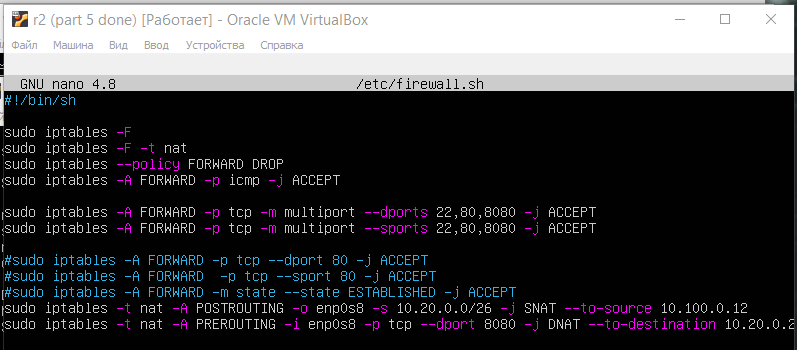 r2 (part 5 done) [Работает] - Oracle VM VirtualBox
Файл Машина Вид Ввод Устройства Справка
GNU nano 4.8 /etc/firewall.sh
#!/bin/sh
sudo iptables -F
sudo iptables -F -t nat
sudo iptables --policy FORWARD DROP
sudo iptables -A FORWARD -p icmp -j ACCEPT
sudo iptables -A FORWARD -p tcp -m multiport --dports 22,80,8080 -j ACCEPT
sudo iptables -A FORWARD -p tcp -m multiport --sports 22,80,8080 -j ACCEPT
#sudo iptables -A FORWARD -p tcp --dport 80 -j ACCEPT
#sudo iptables -A FORWARD  -p tcp --sport 80 -j ACCEPT
#sudo iptables -A FORWARD -m state --state ESTABLISHED -j ACCEPT
sudo iptables -t nat -A POSTROUTING -o enp0s8 -s 10.20.0.0/26 -j SNAT --to-source 10.100.0.12
sudo iptables -t nat -A PREROUTING -i enp0s8 -p tcp --dport 8080 -j DNAT --to-destination 10.20.0.2